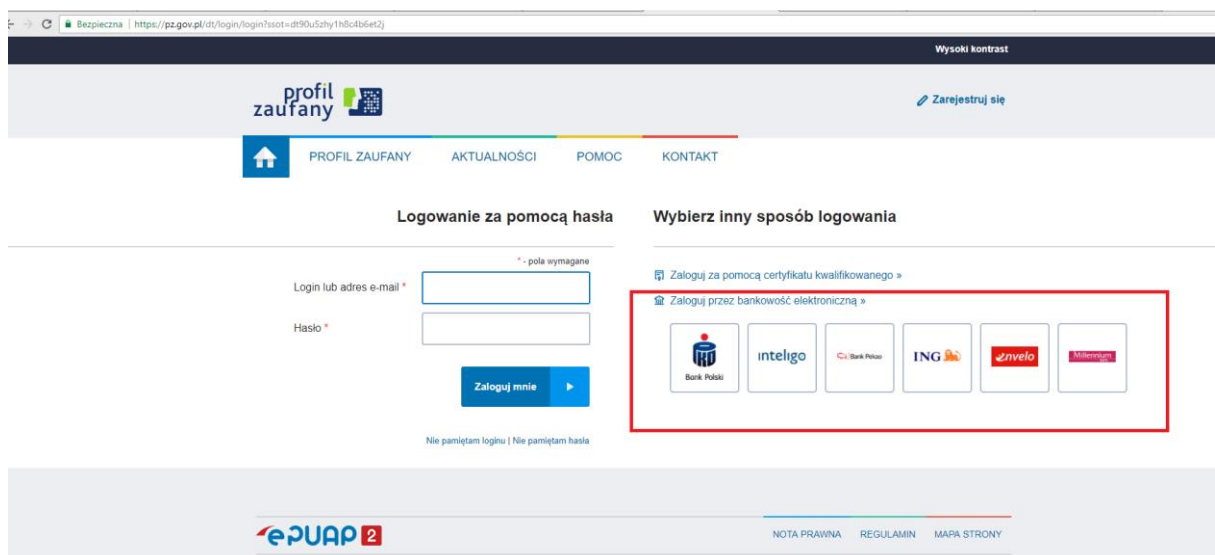 Bezpieczna | https://pz.gov.pl/dt/login/login?ssot=dt90u5zhy1h8c4b6et2j
Wysoki kontrast
profil
zaufany
Zarejestruj się
PROFIL ZAUFANY AKTUALNOŚCI POMOC KONTAKT
Logowanie za pomocą hasła
* - pola wymagane
Login lub adres e-mail *
Hasło *
Zaloguj mnie
Nie pamiętam loginu | Nie pamiętam hasła
Wybierz inny sposób logowania
Zaloguj za pomocą certyfikatu kwalifikowanego »
Zaloguj przez bankowość elektroniczną »
PKO
Bank Polski
inteligo
Bank Pekao
ING
envelo
Millennium
ePUAP 2
NOTA PRAWNA REGULAMIN MAPA STRONY